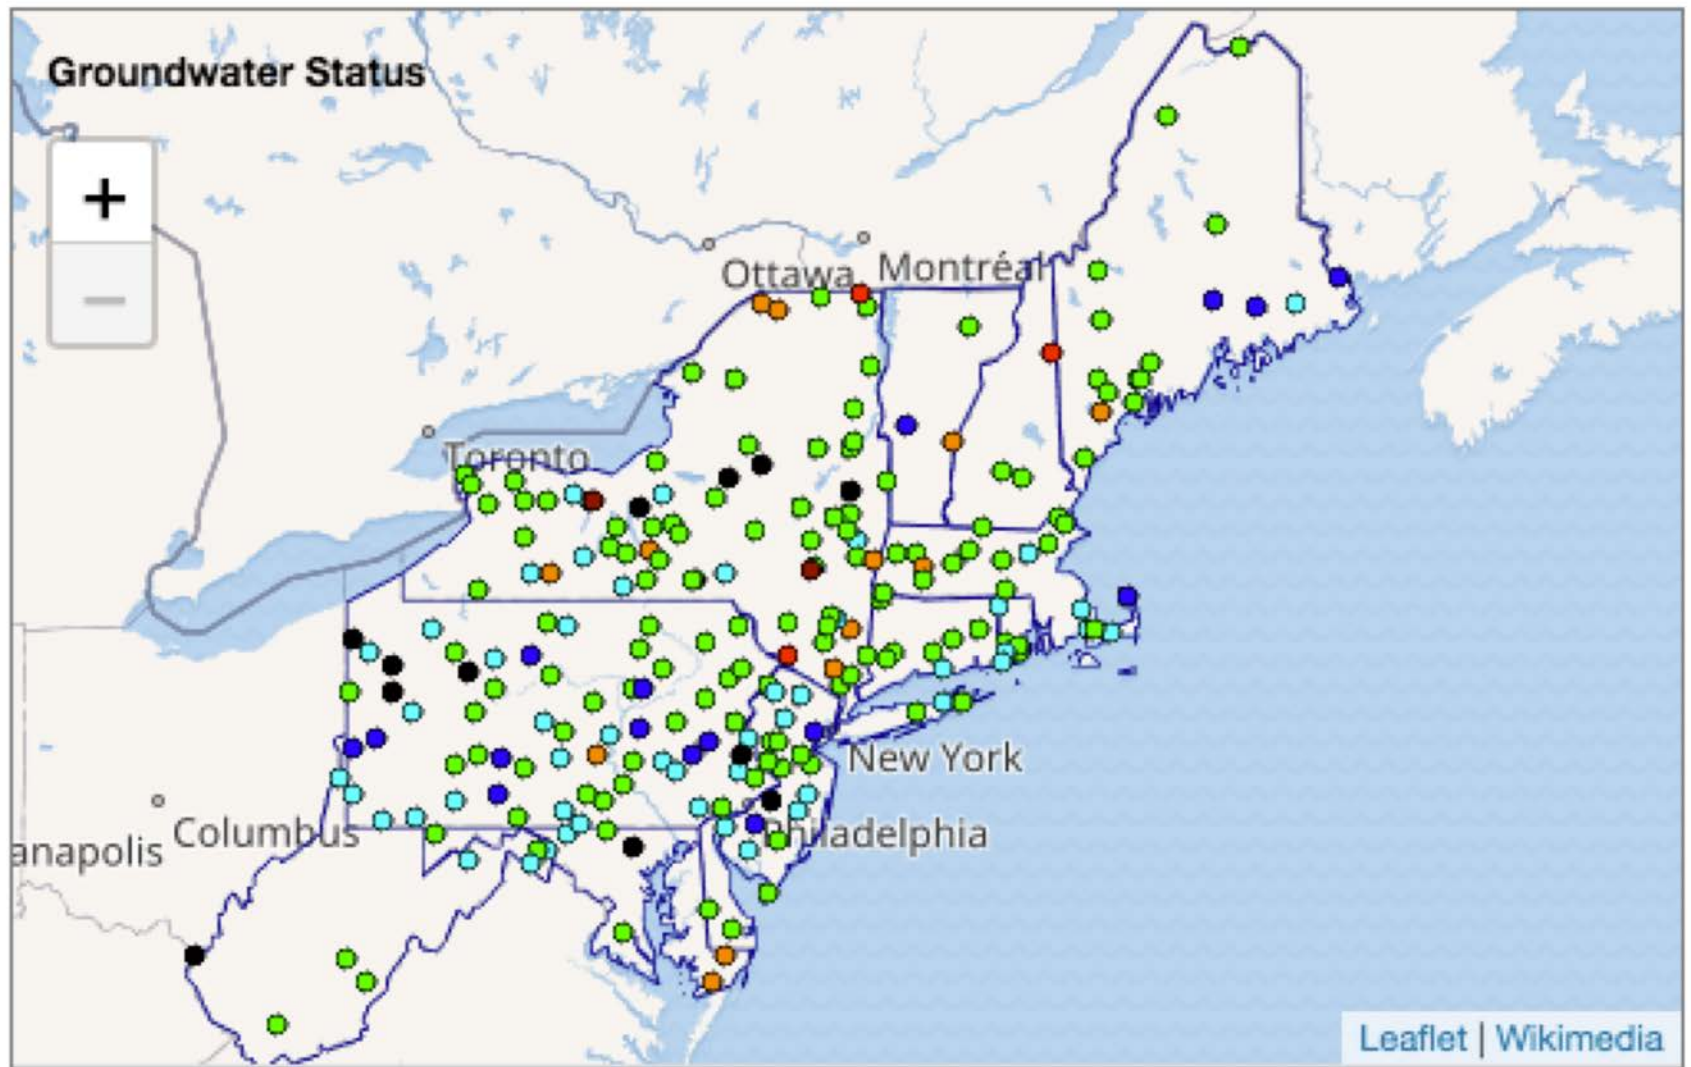 Groundwater Status
+
−
Ottawa
Montréal
Toronto
New York
Columbus
Philadelphia
anapolis
Leaflet | Wikimedia